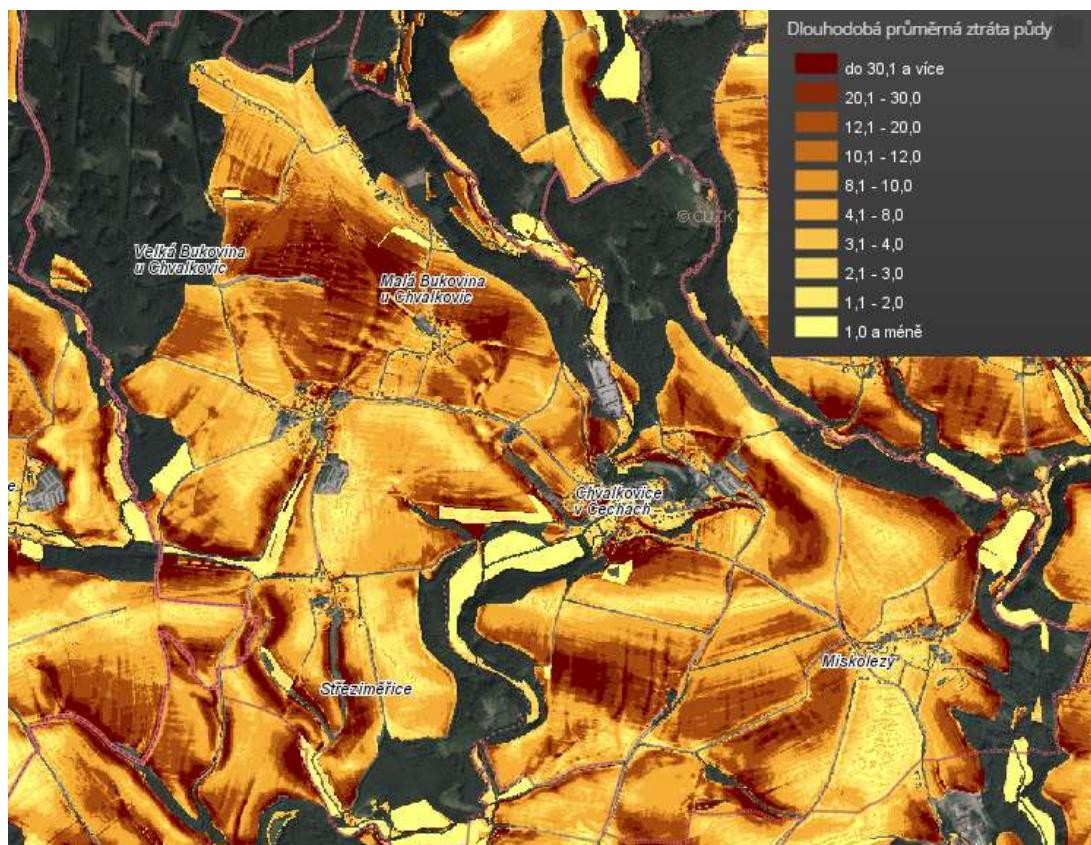 Dlouhodobá průměrná ztráta půdy
do 30,1 a více
20,1 - 30,0
12,1 - 20,0
10,1 - 12,0
8,1 - 10,0
4,1 - 8,0
3,1 - 4,0
2,1 - 3,0
1,1 - 2,0
1,0 a méně
© ČÚZK
Velká Bukovina
u Chvalkovic
Malá Bukovina
u Chvalkovic
e
Chvalkovice
v Čechách
Miskolezy
Střeziměřice